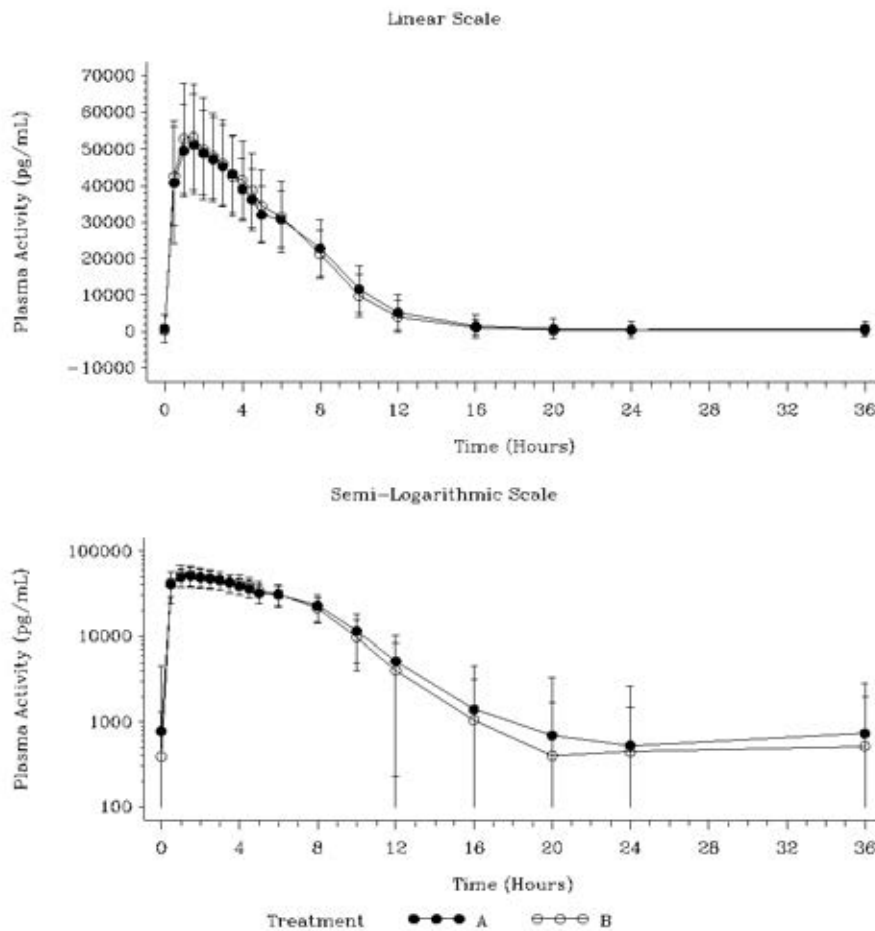 Linear Scale
Plasma Activity (pg/mL)
70000
60000
50000
40000
30000
20000
10000
0
−10000
0 4 8 12 16 20 24 28 32 36
Time (Hours)
Semi−Logarithmic Scale
Plasma Activity (pg/mL)
100000
10000
1000
100
0 4 8 12 16 20 24 28 32 36
Time (Hours)
Treatment A B